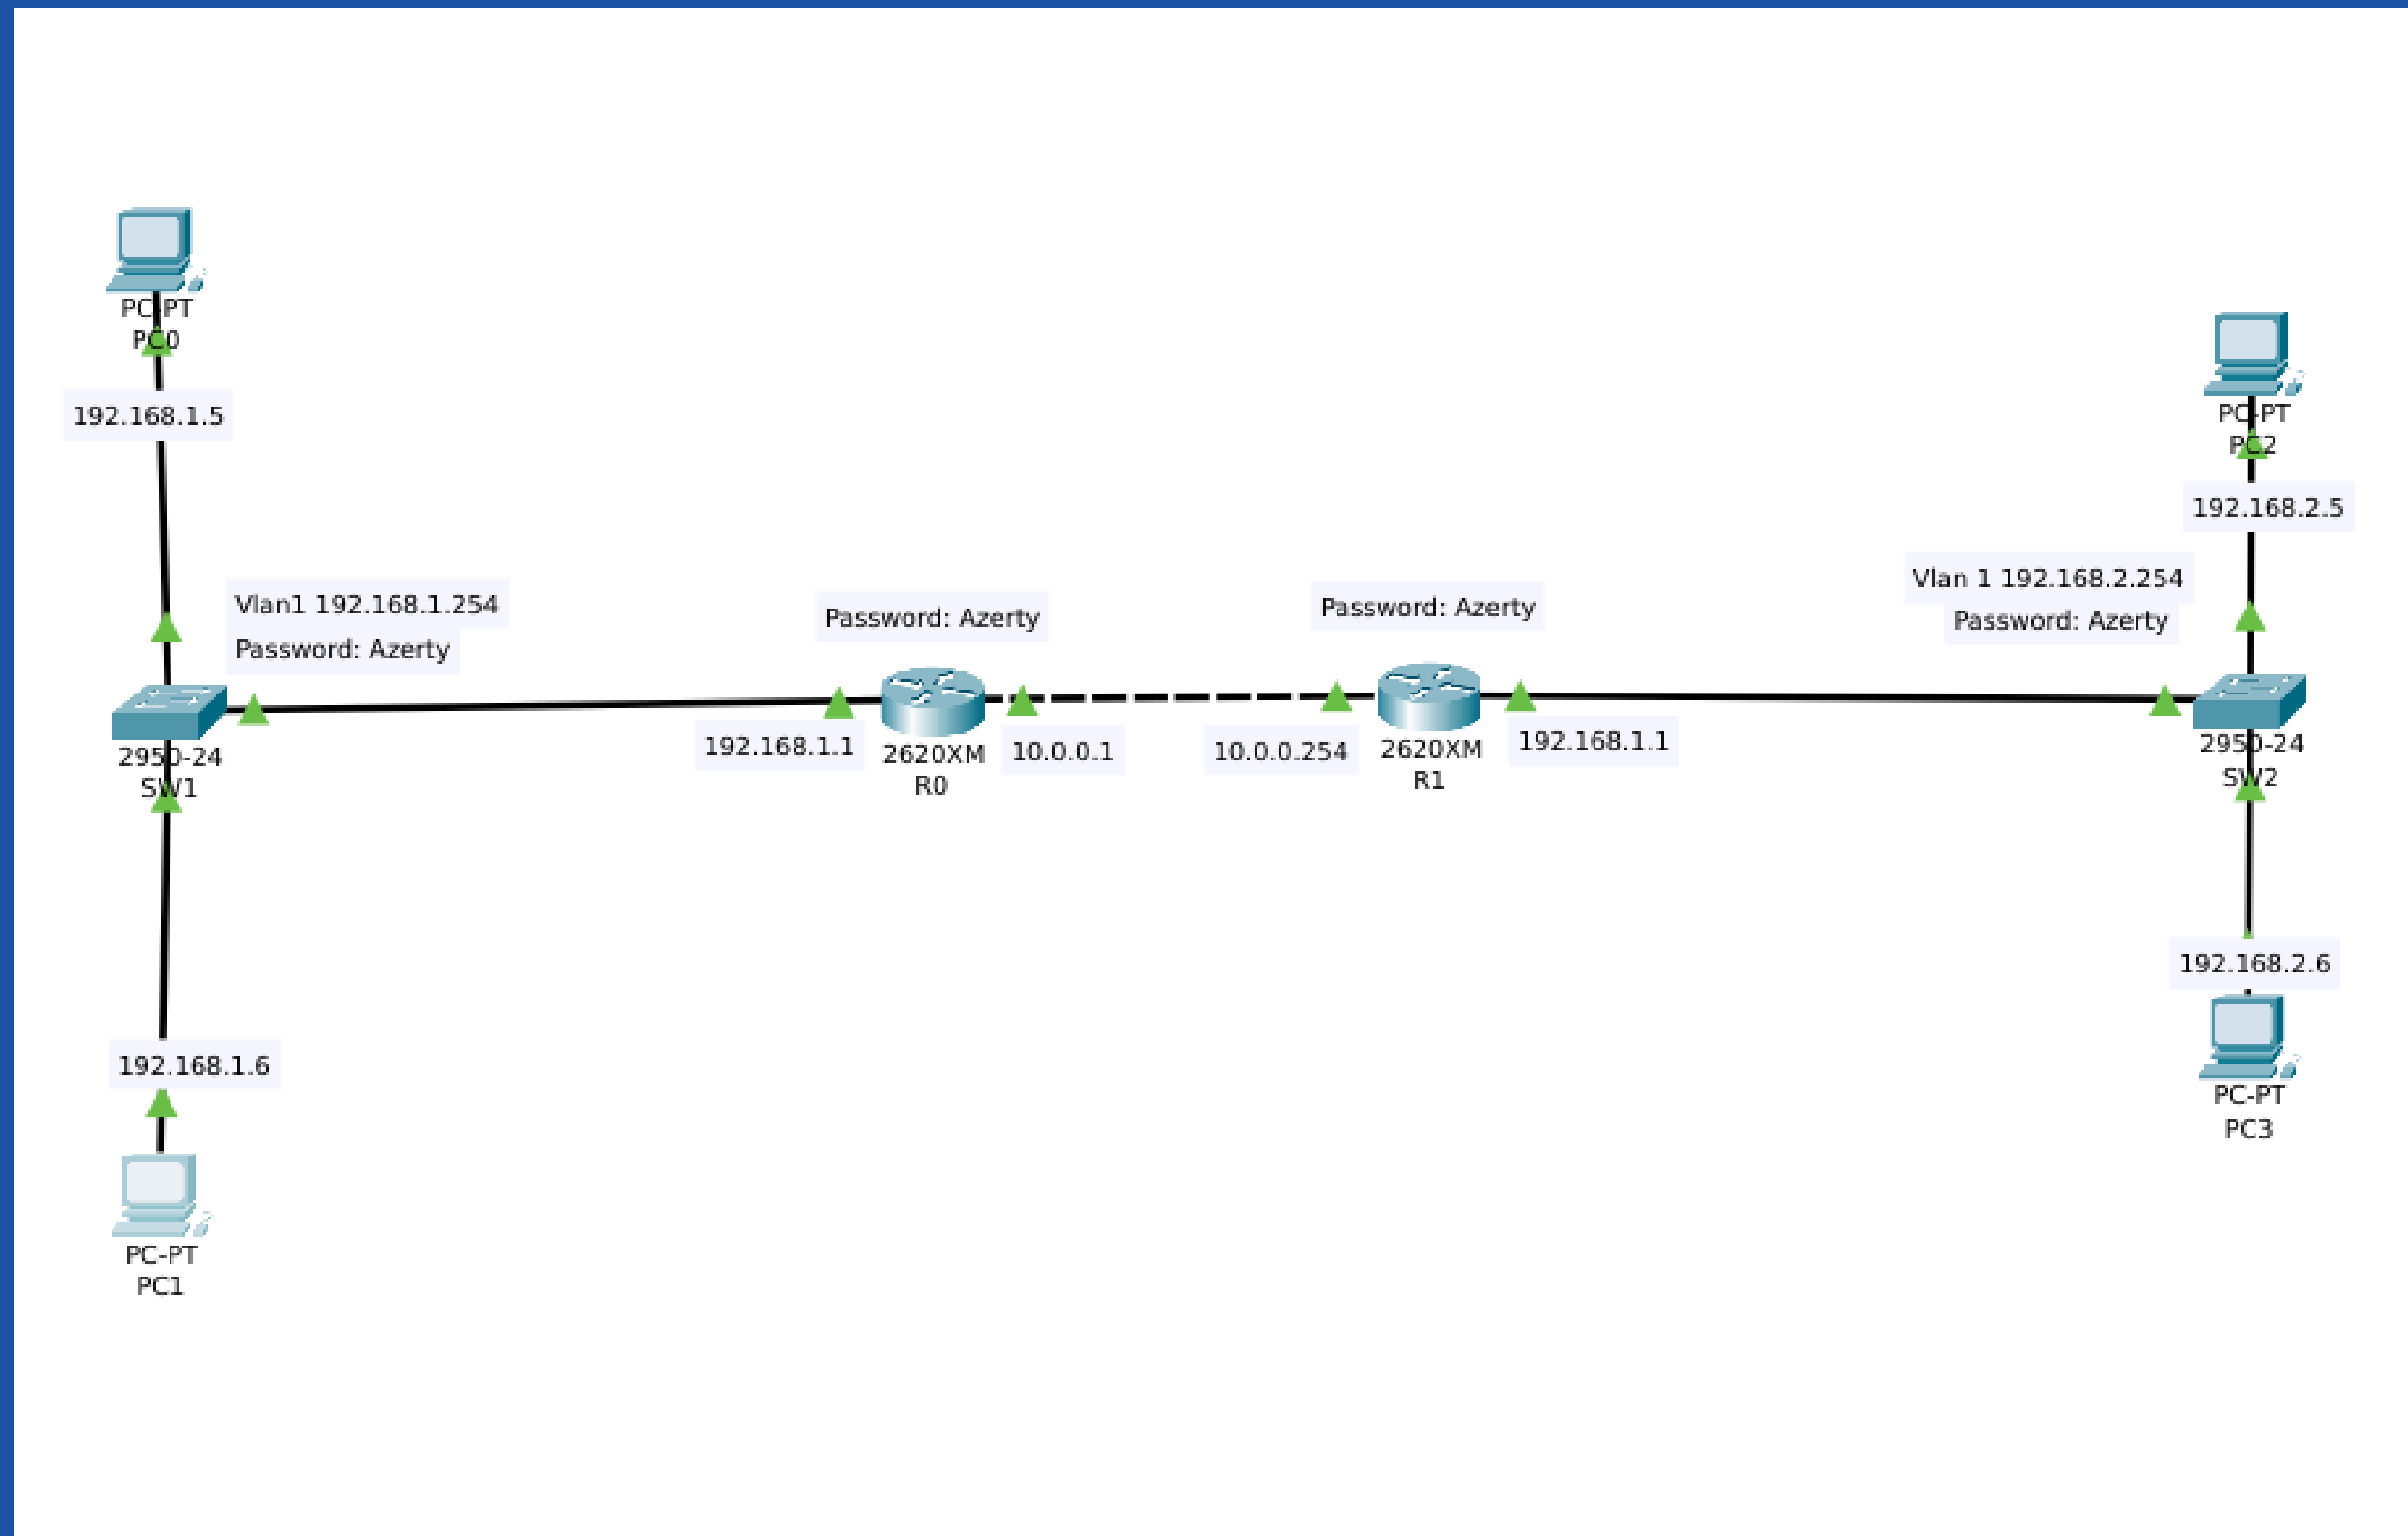 PC-PT
PC0
192.168.1.5
Vlan1 192.168.1.254
Password: Azerty
2950-24
SW1
192.168.1.6
PC-PT
PC1
Password: Azerty
192.168.1.1
2620XM
R0
10.0.0.1
Password: Azerty
10.0.0.254
2620XM
R1
192.168.1.1
PC-PT
PC2
192.168.2.5
Vlan 1 192.168.2.254
Password: Azerty
2950-24
SW2
192.168.2.6
PC-PT
PC3